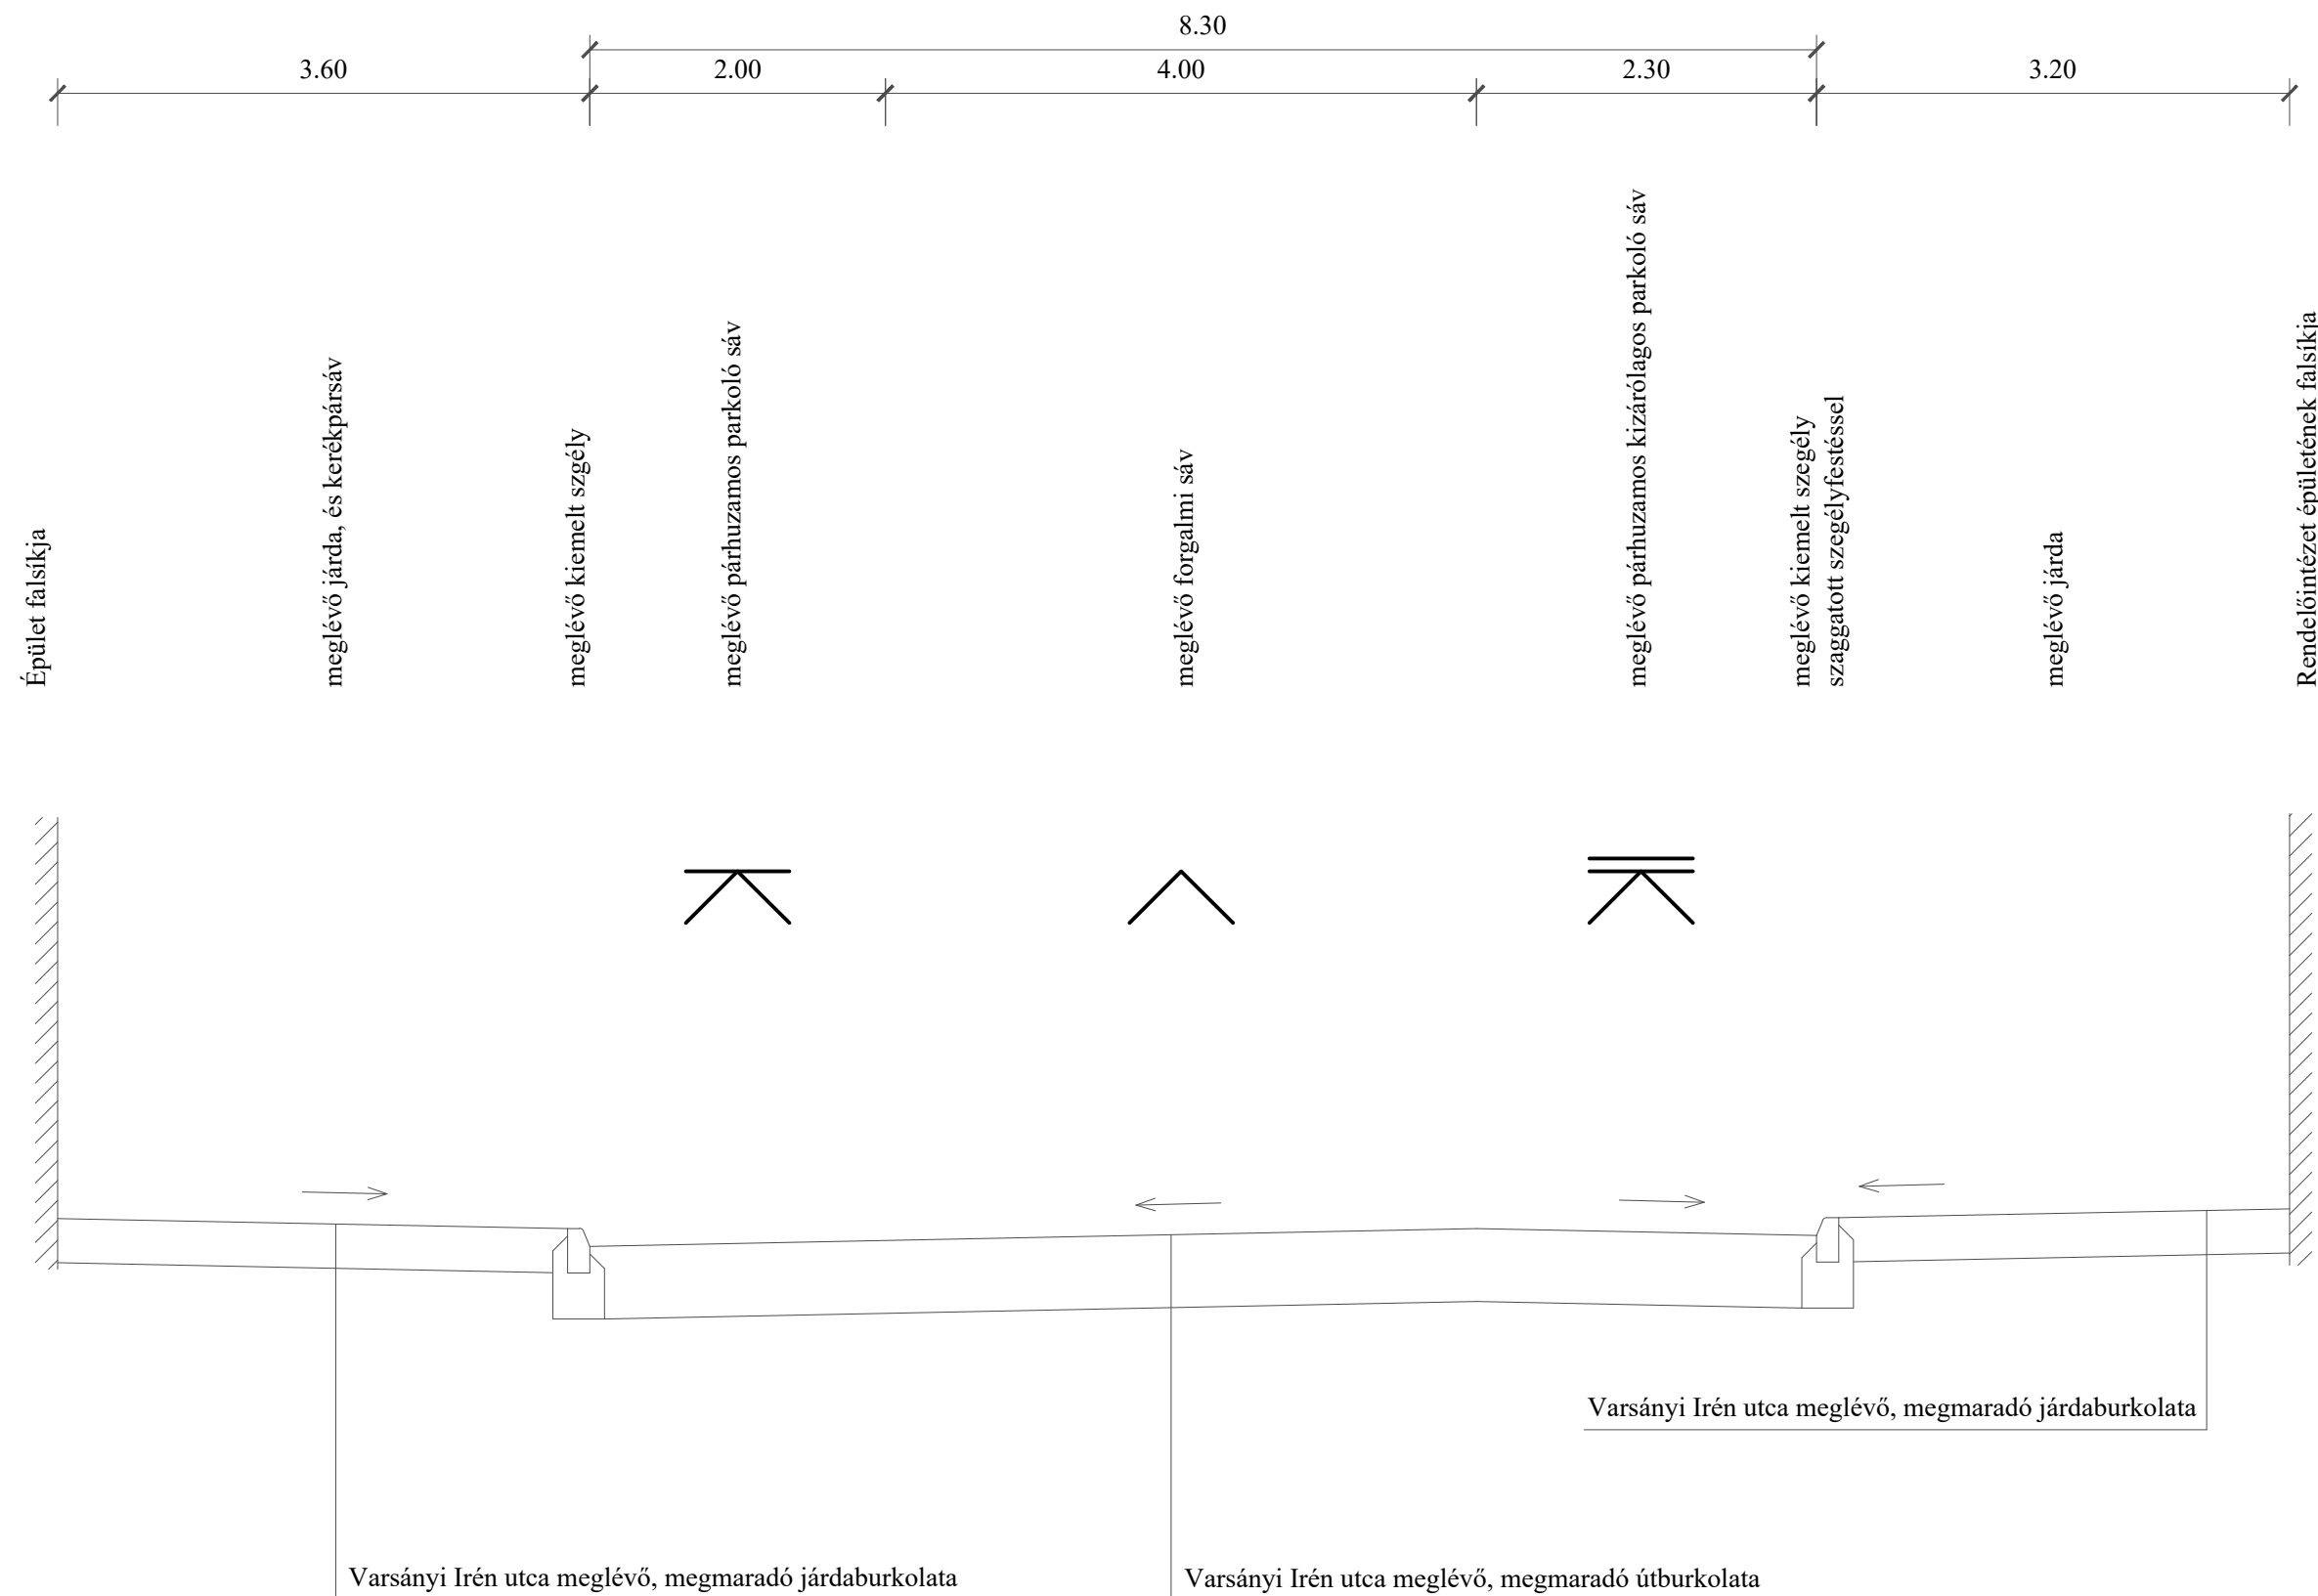 8.30
3.60
2.00
4.00
2.30
3.20
Épület falsíkja
meglévő járda, és kerékpársáv
meglévő kiemelt szgély
meglévő párhuzamos parkoló sáv
meglévő forgalmi sáv
meglévő párhuzamos kizárólagos parkoló sáv
meglévő kiemelt szegély
szaggatott szegélyfestéssel
meglévő járda
Rendelőintézet épületének falsíkja
Varsányi Irén utca meglévő, megmaradó járdaburkolata
Varsányi Irén utca meglévő, megmaradó járdaburkolata
Varsányi Irén utca meglévő, megmaradó útburkolata